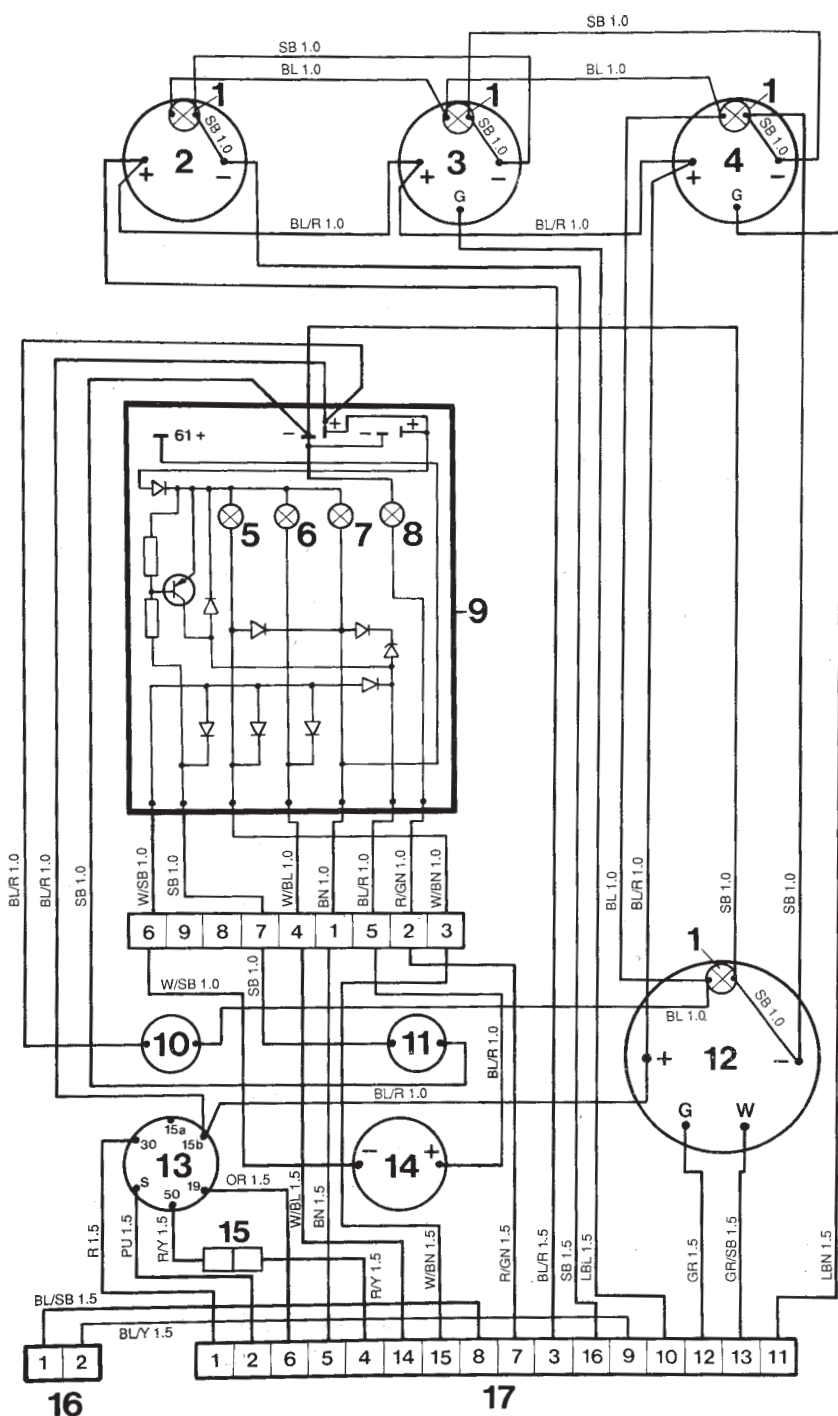 SB 1.0
SB 1.0
BL 1.0
BL 1.0
1
1
1
SB 1.0
SB 1.0
SB 1.0
2
3
4
+
−
+
−
+
−
G
G
BL/R 1.0
BL/R 1.0
−
+
−
+
61 +
5
6
7
8
9
BL/R 1.0
BL/R 1.0
SB 1.0
W/SB 1.0
SB 1.0
W/BL 1.0
BN 1.0
BL/R 1.0
R/GN 1.0
W/BN 1.0
BL 1.0
BL/R 1.0
SB 1.0
SB 1.0
6 9 8 7 4 1 5 2 3
1
W/SB 1.0
SB 1.0
BL 1.0
SB 1.0
10
11
BL/R 1.0
12
+
−
G
W
BL/R 1.0
15a
30
15b
13
S
50
19
−
14
+
OR 1.5
R 1.5
PU 1.5
R/Y 1.5
15
W/BL 1.5
BN 1.5
R/Y 1.5
W/BN 1.5
R/GN 1.5
BL/R 1.5
SB 1.5
LBL 1.5
GR 1.5
GR/SB 1.5
LBN 1.5
BL/SB 1.5
BL/Y 1.5
1 2
1 2 6 5 4 14 15 8 7 3 16 9 10 12 13 11
16
17